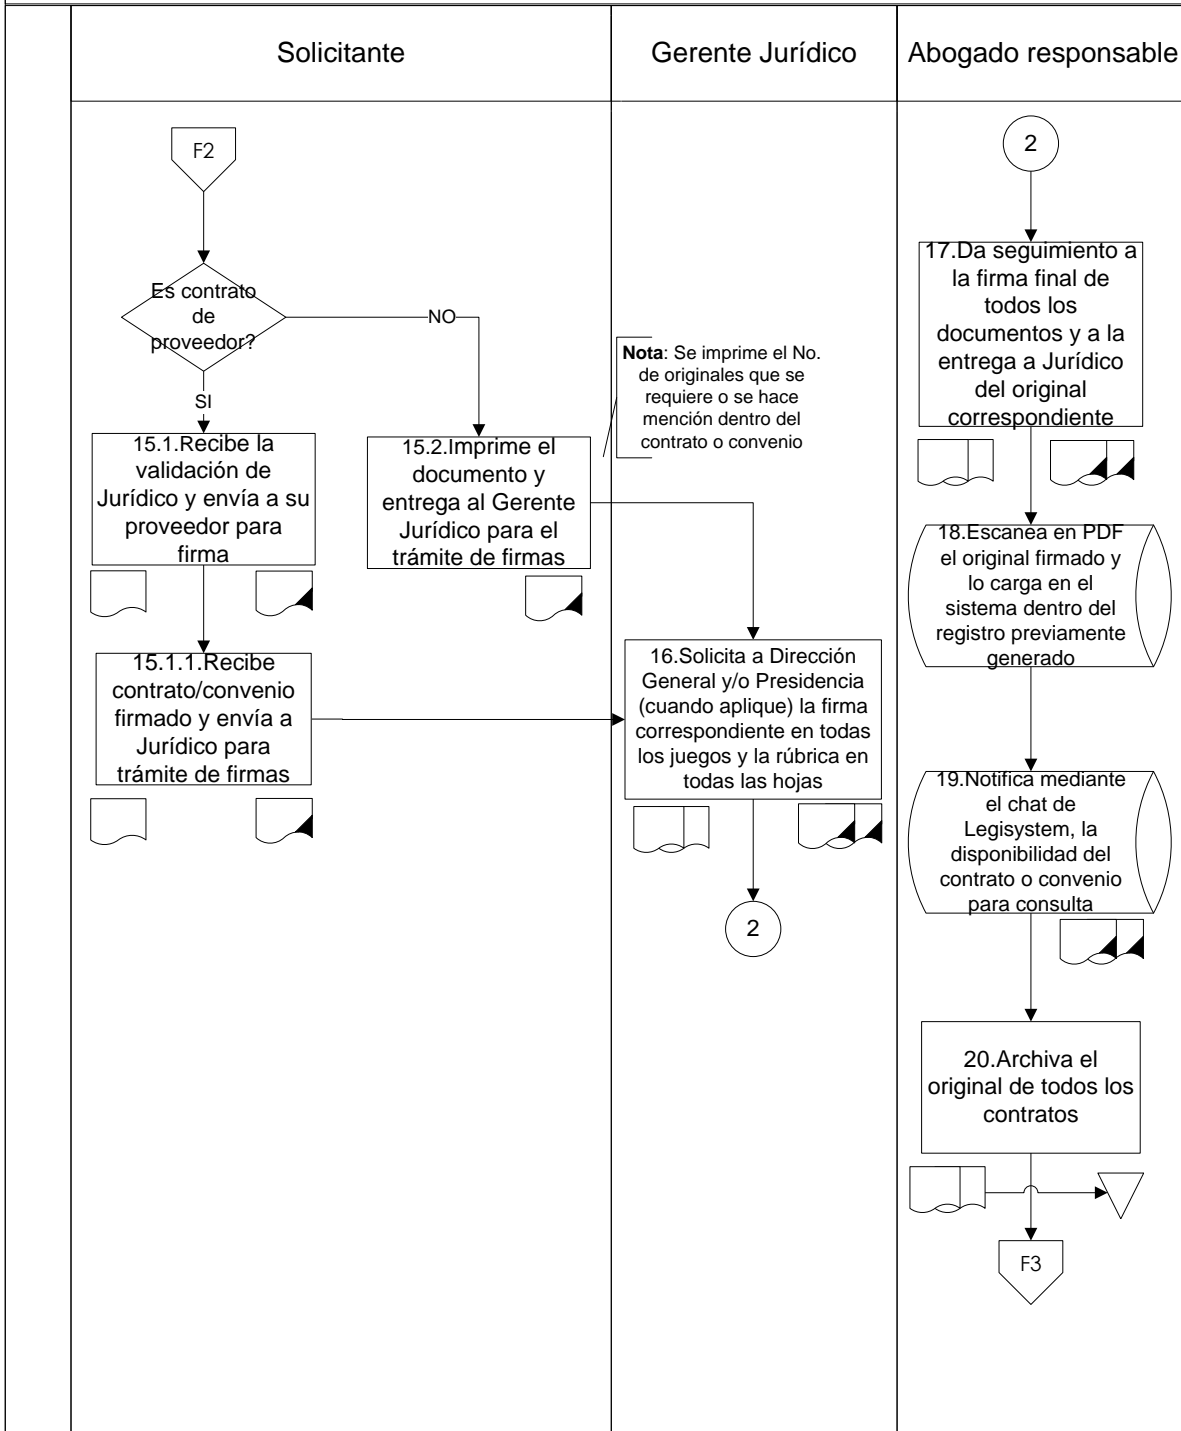 Solicitante
Gerente Jurídico
Abogado responsable
F2
Es contrato
de
proveedor?
NO
SI
15.1.Recibe la
validación de
Jurídico y envía a su
proveedor para
firma
15.2.Imprime el
documento y
entrega al Gerente
Jurídico para el
trámite de firmas
Nota: Se imprime el No.
de originales que se
requiere o se hace
mención dentro del
contrato o convenio
15.1.1.Recibe
contrato/convenio
firmado y envía a
Jurídico para
trámite de firmas
16.Solicita a Dirección
General y/o Presidencia
(cuando aplique) la firma
correspondiente en todas
los juegos y la rúbrica en
todas las hojas
2
2
17.Da seguimiento a
la firma final de
todos los
documentos y a la
entrega a Jurídico
del original
correspondiente
18.Escanea en PDF
el original firmado y
lo carga en el
sistema dentro del
registro previamente
generado
19.Notifica mediante
el chat de
Legisystem, la
disponibilidad del
contrato o convenio
para consulta
20.Archiva el
original de todos los
contratos
F3